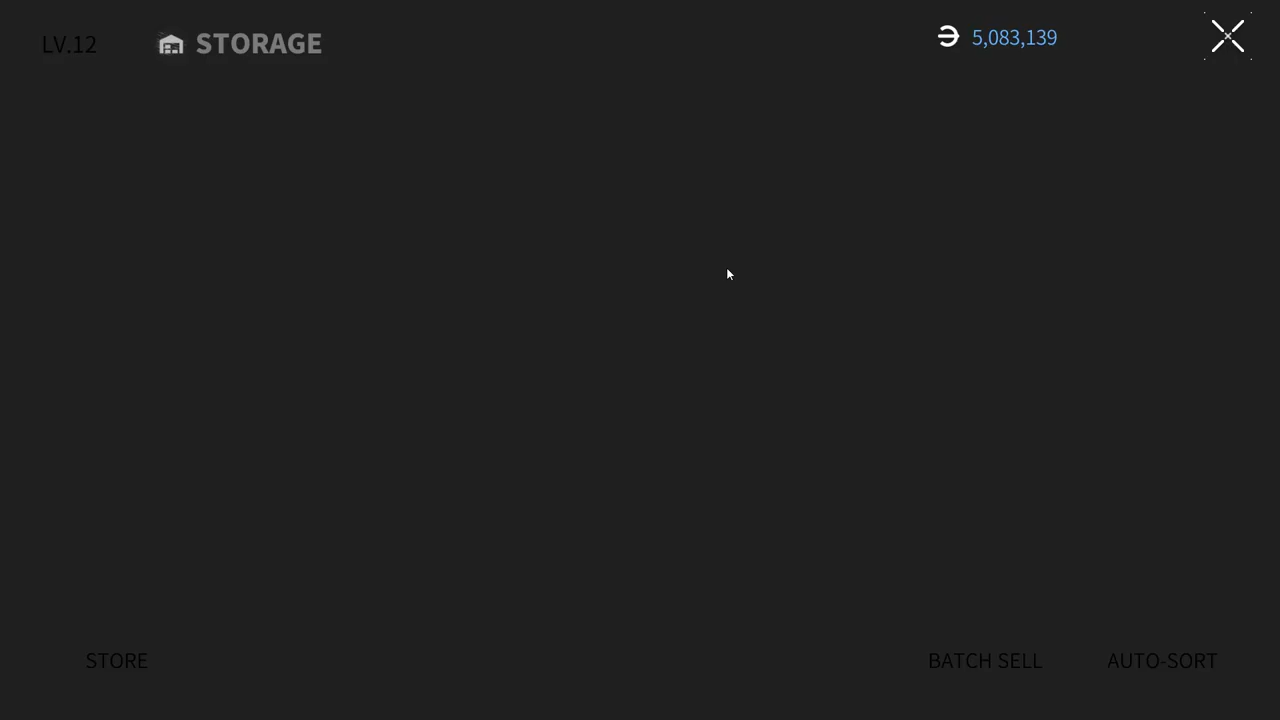 LV.12
STORAGE
5,083,139
STORE
BATCH SELL
AUTO-SORT